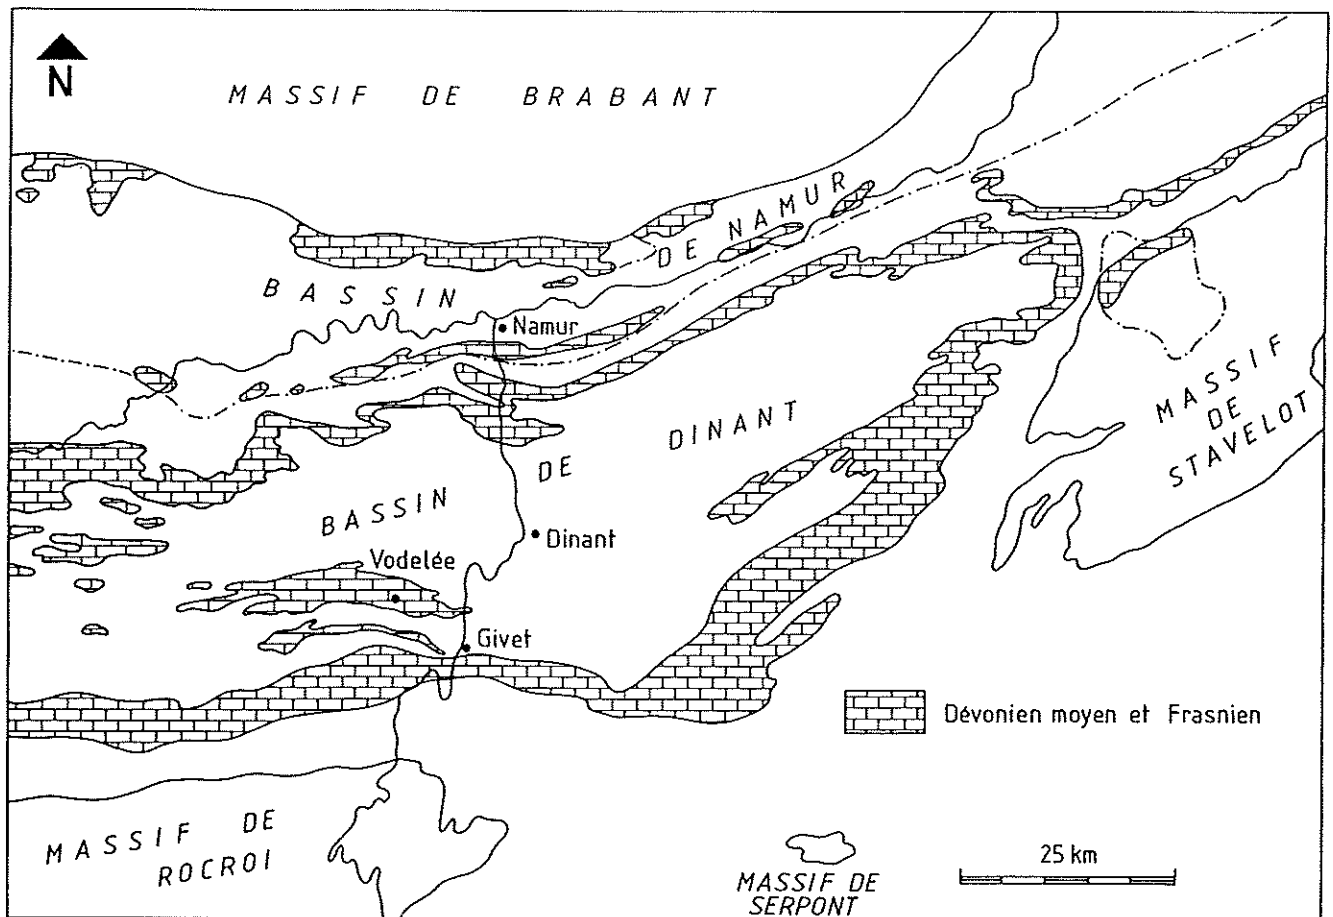 N
MASSIF DE BRABANT
BASSIN DE NAMUR
Namur
BASSIN DE DINANT
Dinant
Vodelée
Givet
MASSIF
DE
STAVELOT
Dévonien moyen et Frasnien
MASSIF DE
ROCROI
MASSIF DE
SERPONT
25 km